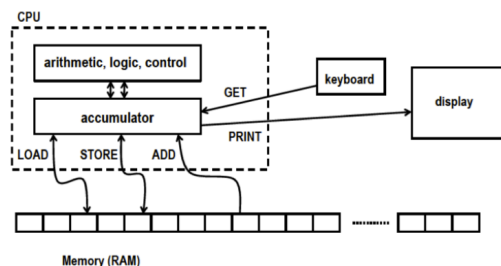 CPU
arithmetic, logic, control
keyboard
GET
display
accumulator
PRINT
LOAD
STORE
ADD
Memory (RAM)